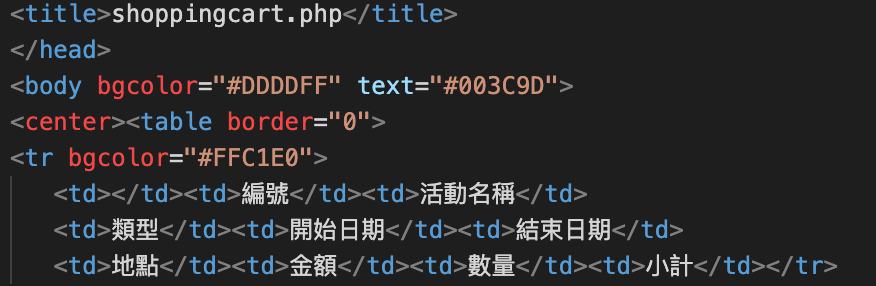 <title>shoppingcart.php</title>
</head>
<body bgcolor="#DDDDFF" text="#003C9D">
<center><table border="0">
<tr bgcolor="#FFC1E0">
<td></td><td>編號</td><td>活動名稱</td>
<td>類型</td><td>開始日期</td><td>結束日期</td>
<td>地點</td><td>金額</td><td>數量</td><td>小計</td></tr>